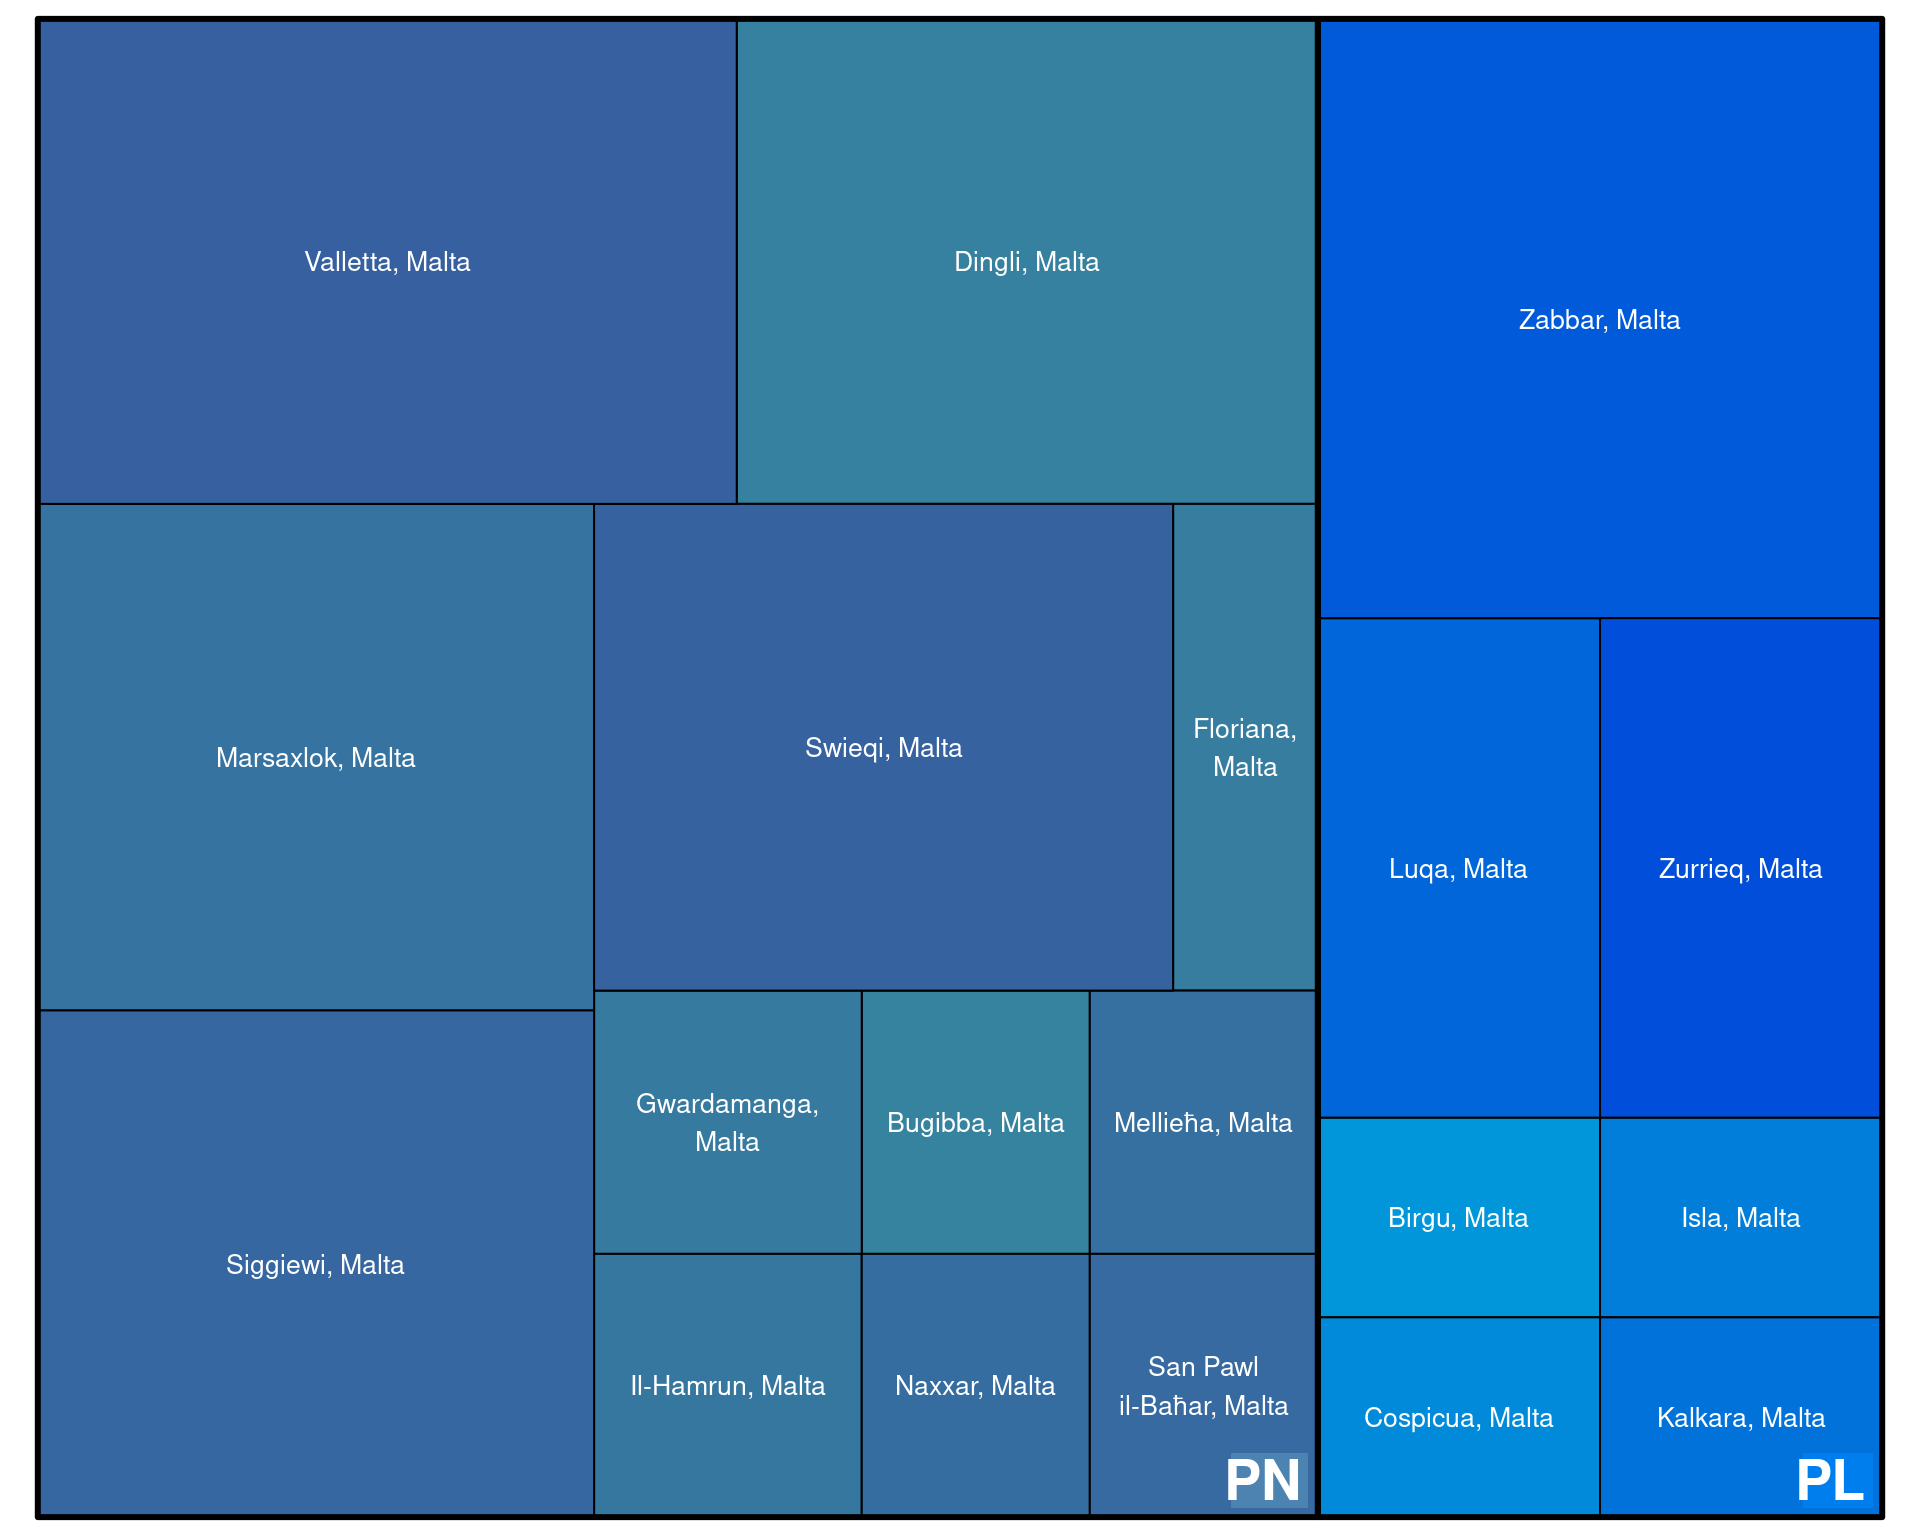 Valletta, Malta
Dingli, Malta
Zabbar, Malta
Marsaxlok, Malta
Swieqi, Malta
Floriana,
Malta
Luqa, Malta
Zurrieq, Malta
Siggiewi, Malta
Gwardamanga,
Malta
Bugibba, Malta
Mellieħa, Malta
Birgu, Malta
Isla, Malta
Il-Hamrun, Malta
Naxxar, Malta
San Pawl
il-Baħar, Malta
Cospicua, Malta
Kalkara, Malta
PN
PL